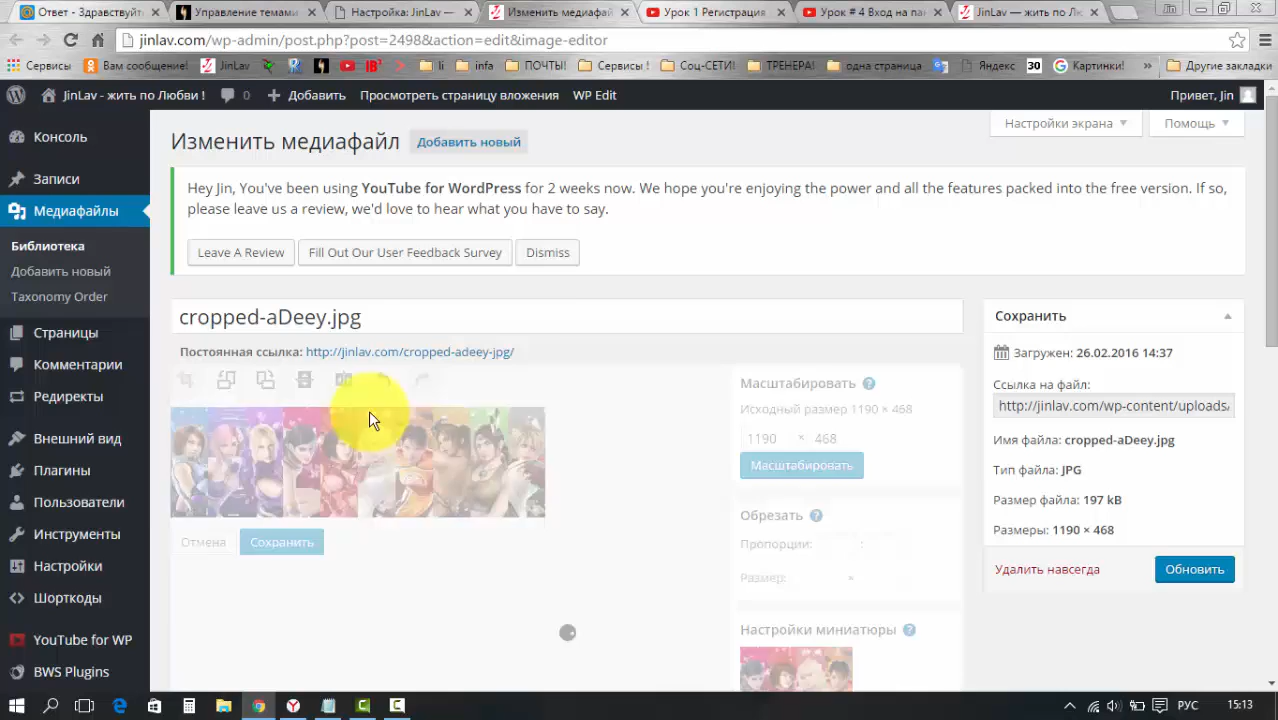 Ответ - Здравствуйт
Управление темами
Настройка: JinLav —
Изменить медиафай
Урок 1 Регистрация
Урок # 4 Вход на па
JinLav — жить по Л
jinlav.com/wp-admin/post.php?post=2498&action=edit&image-editor
Сервисы
Вам сообщение!
JinLav
li
infa
ПОЧТЫ!
Сервисы !
Соц-СЕТИ!
ТРЕНЕРА!
одна страница
Яндекс
30
Картинки!
»
Другие закладки
JinLav - жить по Любви !
0
Добавить
Просмотреть страницу вложения
WP Edit
Привет, Jin
Консоль
Записи
Медиафайлы
Библиотека
Добавить новый
Taxonomy Order
Страницы
Комментарии
Редиректы
Внешний вид
Плагины
Пользователи
Инструменты
Настройки
Шорткоды
YouTube for WP
BWS Plugins
Изменить медиафайл
Добавить новый
Настройки экрана
Помощь
Hey Jin, You've been using YouTube for WordPress for 2 weeks now. We hope you're enjoying the power and all the features packed into the free version. If so,
please leave us a review, we'd love to hear what you have to say.
Leave A Review
Fill Out Our User Feedback Survey
Dismiss
cropped-aDeey.jpg
Постоянная ссылка: http://jinlav.com/cropped-adeey-jpg/
Отмена
Сохранить
Масштабировать
Исходный размер 1190 × 468
1190 × 468
Масштабировать
Обрезать
Пропорции: :
Размер: ×
Настройки миниатюры
Сохранить
Загружен: 26.02.2016 14:37
Ссылка на файл:
http://jinlav.com/wp-content/uploads/
Имя файла: cropped-aDeey.jpg
Тип файла: JPG
Размер файла: 197 kB
Размеры: 1190 × 468
Удалить навсегда
Обновить
РУС
15:13